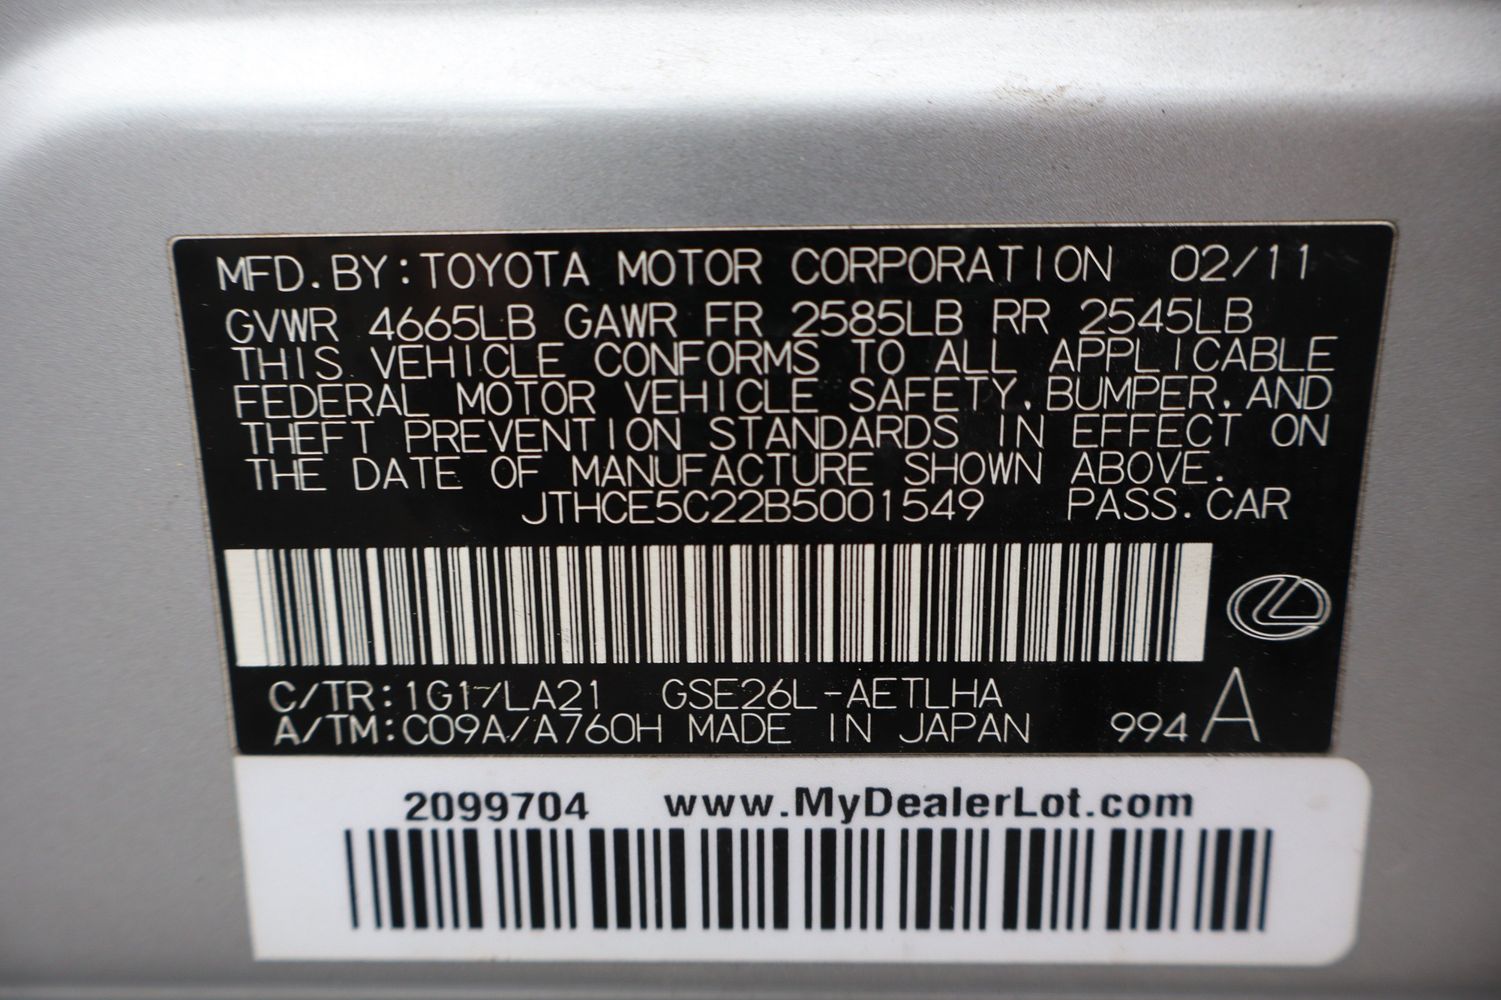 MFD. BY: TOYOTA MOTOR CORPORATION 02/11
GVWR 4665LB GAWR FR 2585LB RR 2545LB
THIS VEHICLE CONFORMS TO ALL APPLICABLE
FEDERAL MOTOR VEHICLE SAFETY, BUMPER, AND
THEFT PREVENTION STANDARDS IN EFFECT ON
THE DATE OF MANUFACTURE SHOWN ABOVE.
JTHCE5C22B5001549 PASS. CAR
C/TR: 1G1/LA21 GSE26L-AETLHA
A/TM: C09A/A760H MADE IN JAPAN 994 A
2099704 www.MyDealerLot.com